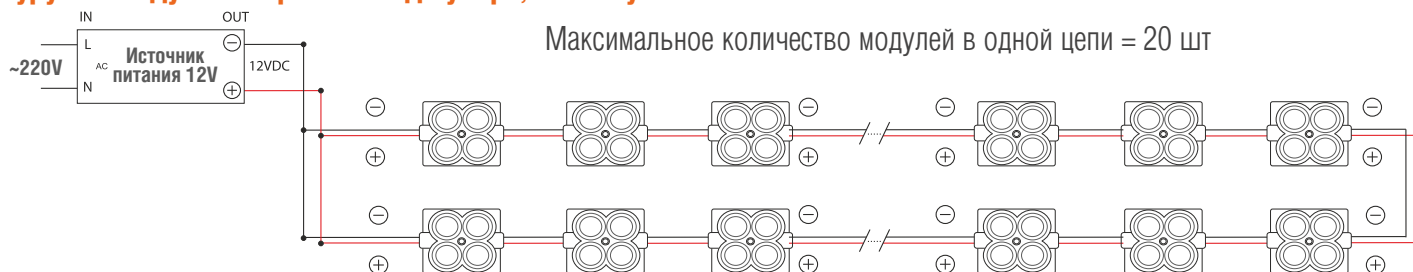 IN OUT
~220V
L
AC
N
Источник
питания 12V
12VDC
Максимальное количество модулей в одной цепи = 20 шт